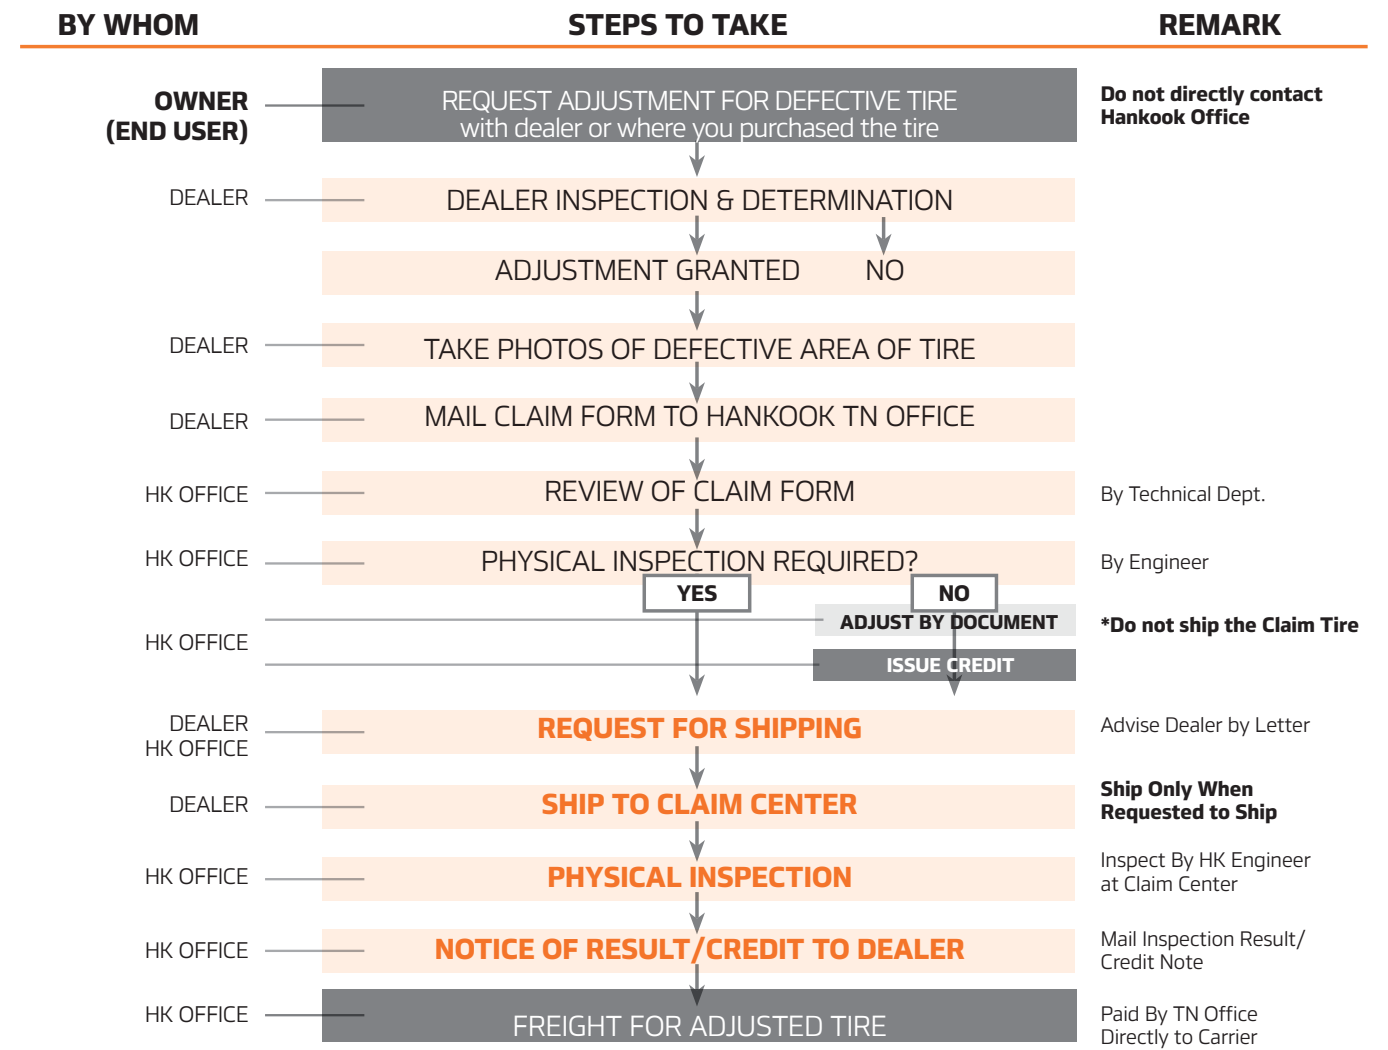 BY WHOM
STEPS TO TAKE
REMARK
OWNER
(END USER)
REQUEST ADJUSTMENT FOR DEFECTIVE TIRE
with dealer or where you purchased the tire
Do not directly contact
Hankook Office
DEALER
DEALER INSPECTION & DETERMINATION
ADJUSTMENT GRANTED
NO
DEALER
TAKE PHOTOS OF DEFECTIVE AREA OF TIRE
DEALER
MAIL CLAIM FORM TO HANKOOK TN OFFICE
HK OFFICE
REVIEW OF CLAIM FORM
By Technical Dept.
HK OFFICE
PHYSICAL INSPECTION REQUIRED?
By Engineer
YES
NO
HK OFFICE
ADJUST BY DOCUMENT
*Do not ship the Claim Tire
ISSUE CREDIT
DEALER
HK OFFICE
REQUEST FOR SHIPPING
Advise Dealer by Letter
DEALER
SHIP TO CLAIM CENTER
Ship Only When
Requested to Ship
HK OFFICE
PHYSICAL INSPECTION
Inspect By HK Engineer
at Claim Center
HK OFFICE
NOTICE OF RESULT/CREDIT TO DEALER
Mail Inspection Result/
Credit Note
HK OFFICE
FREIGHT FOR ADJUSTED TIRE
Paid By TN Office
Directly to Carrier